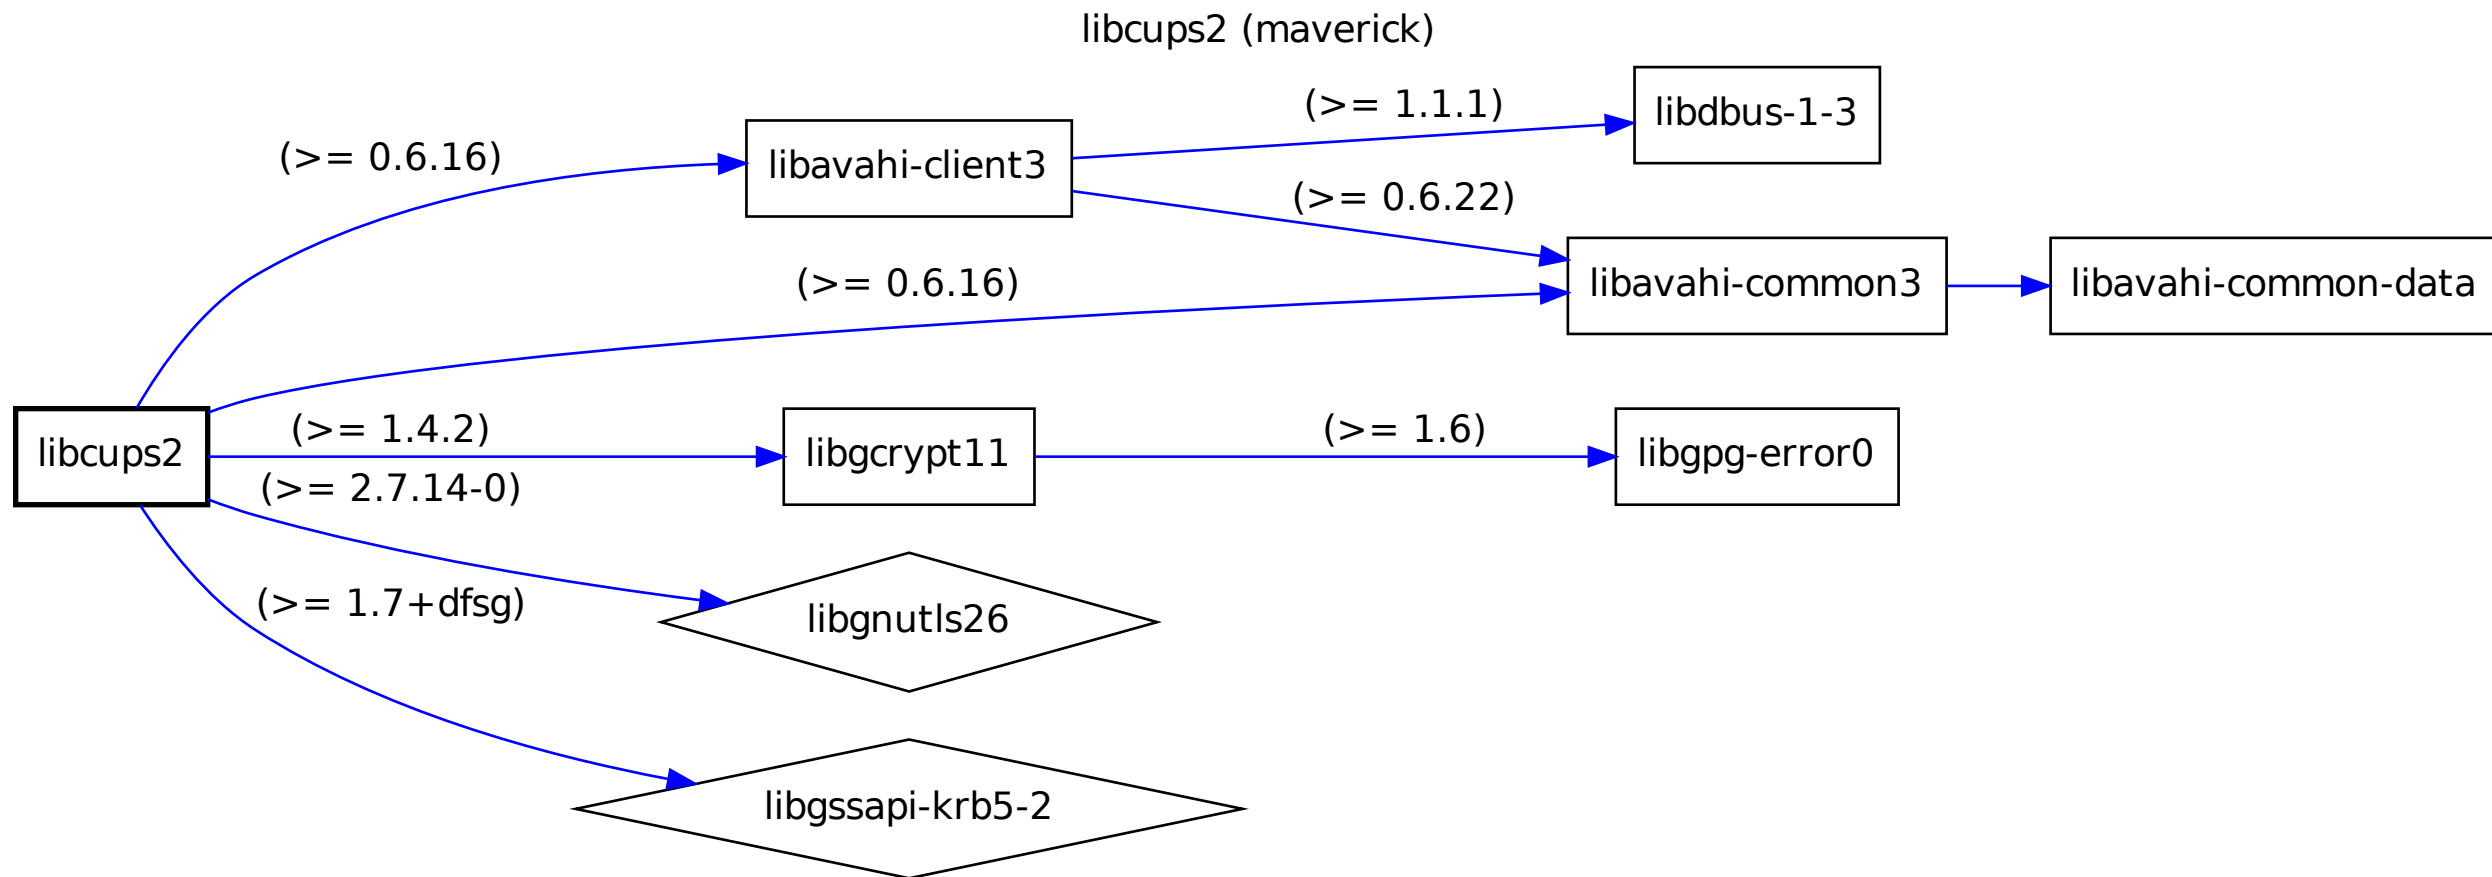 libcups2 (maverick)
(>= 1.1.1)
libdbus-1-3
(>= 0.6.16)
libavahi-client3
(>= 0.6.22)
(>= 0.6.16)
libavahi-common3
libavahi-common-data
libcups2
(>= 1.4.2)
libgcrypt11
(>= 1.6)
libgpg-error0
(>= 2.7.14-0)
(>= 1.7+dfsg)
libgnutls26
libgssapi-krb5-2